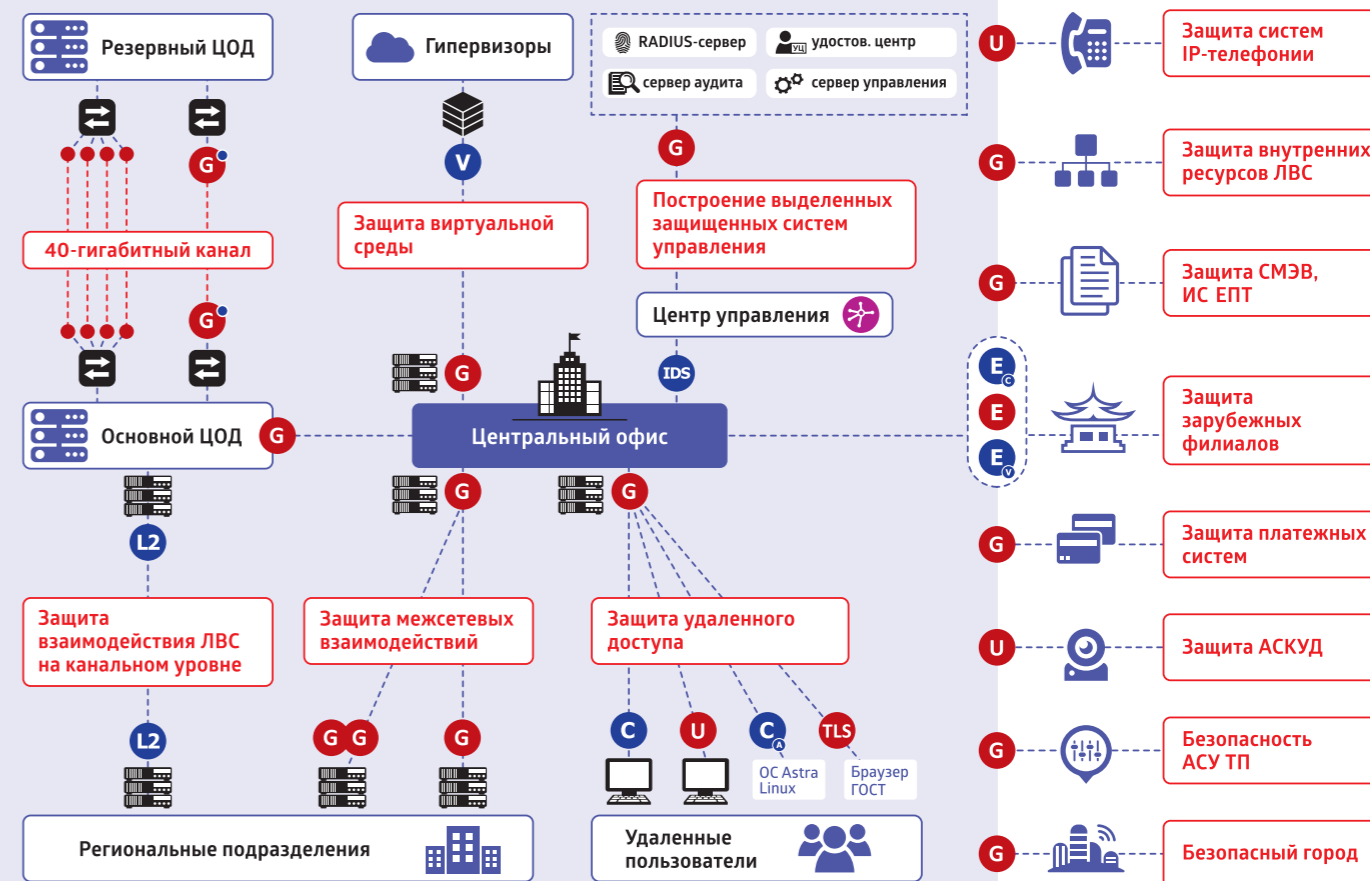 Резервный ЦОД
Гипервизоры
RADIUS-сервер
УЦ
удостов. центр
сервер аудита
сервер управления
G
V
G
40-гигабитный канал
Защита виртуальной
среды
Построение выделенных
защищенных систем
управления
G
Центр управления
G
IDS
Основной ЦОД
G
Центральный офис
G
G
L2
Защита
взаимодействия ЛВС
на канальном уровне
Защита межсетевых
взаимодействий
Защита удаленного
доступа
L2
G
G
G
C
U
C
A
TLS
ОС Astra
Linux
Браузер
ГОСТ
Региональные подразделения
Удаленные
пользователи
U
Защита систем
IP-телефонии
G
Защита внутренних
ресурсов ЛВС
G
Защита СМЭВ,
ИС ЕПТ
E
C
E
E
V
Защита
зарубежных
филиалов
G
Защита платежных
систем
U
Защита АСКУД
G
Безопасность
АСУ ТП
G
Безопасный город